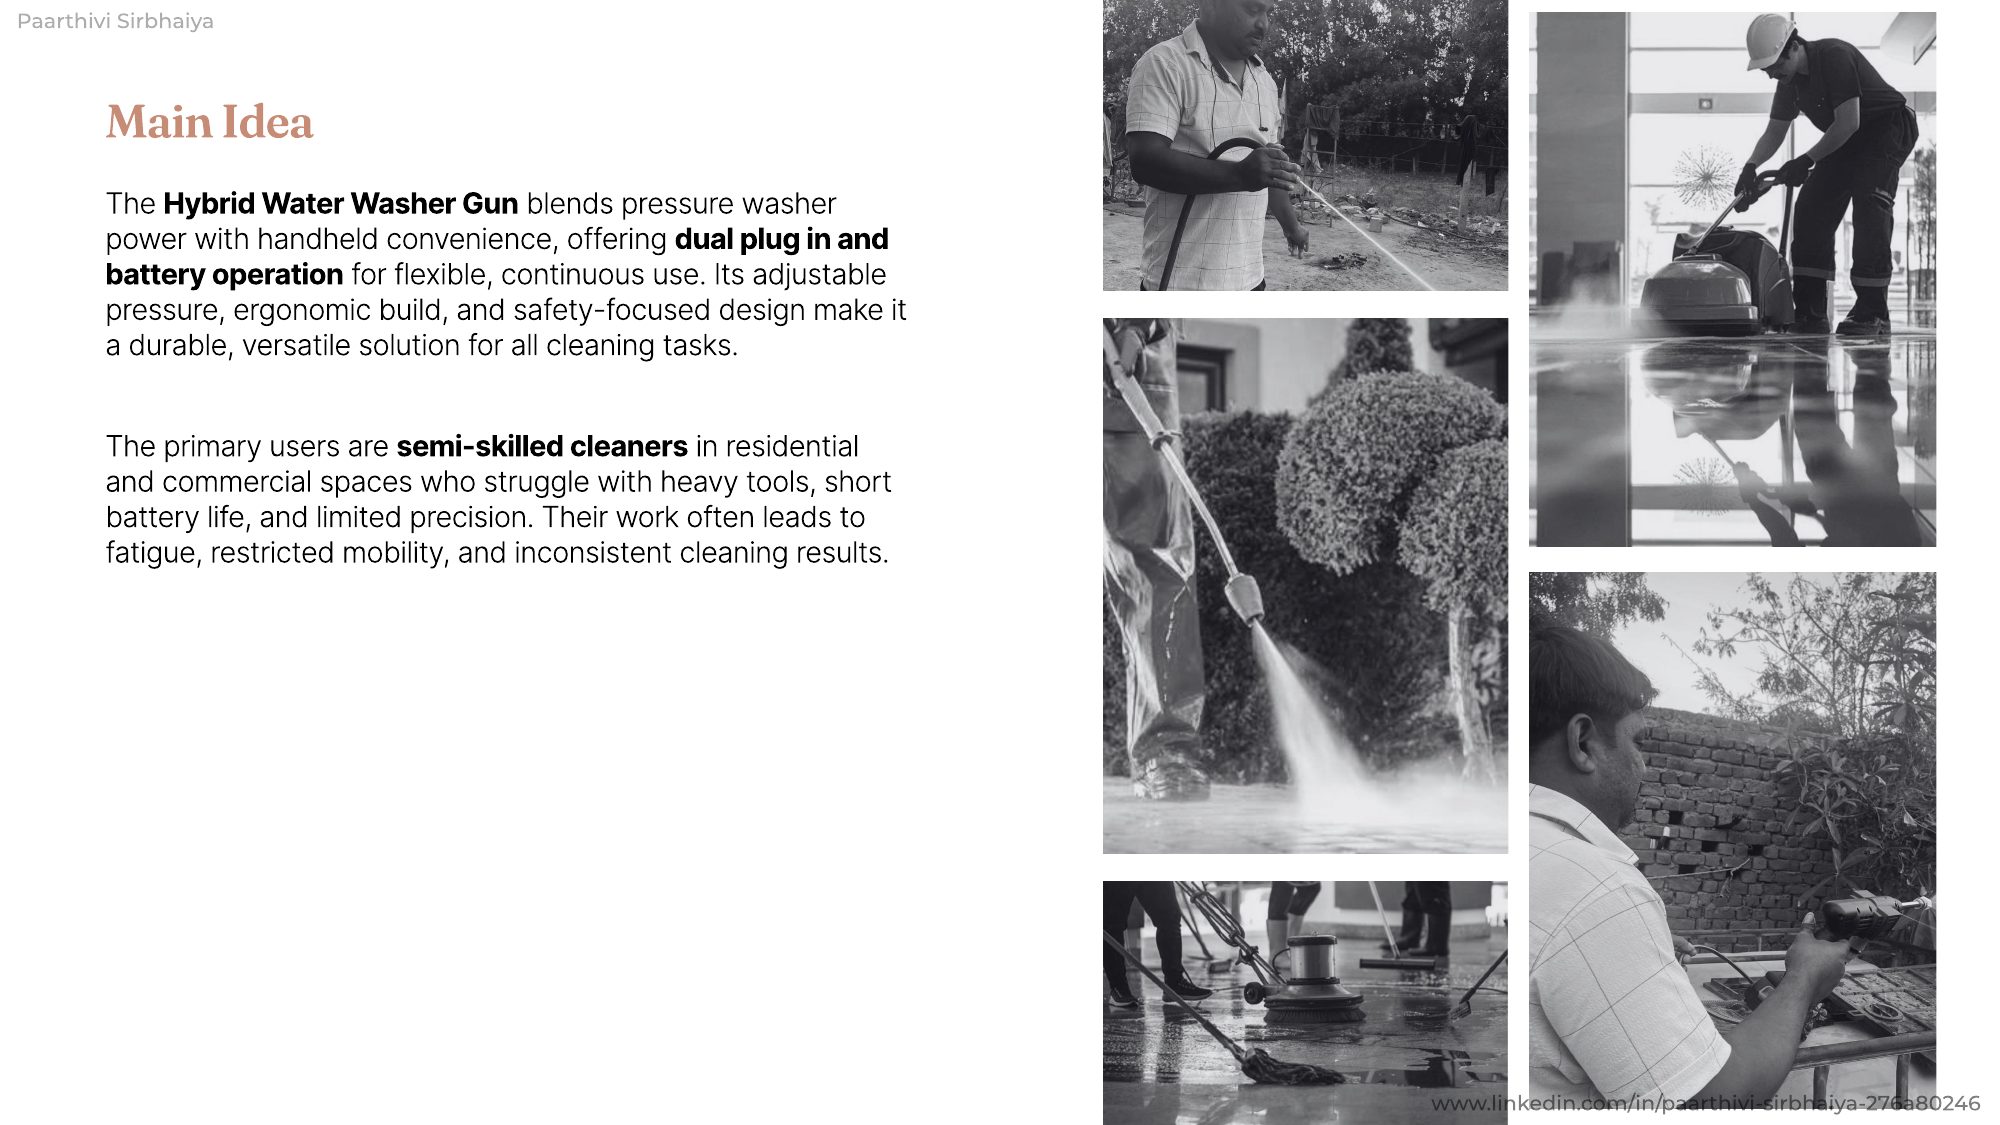 Paarthivi Sirbhaiya
Main Idea
The Hybrid Water Washer Gun blends pressure washer
power with handheld convenience, offering dual plug in and
battery operation for flexible, continuous use. Its adjustable
pressure, ergonomic build, and safety-focused design make it
a durable, versatile solution for all cleaning tasks.
The primary users are semi-skilled cleaners in residential
and commercial spaces who struggle with heavy tools, short
battery life, and limited precision. Their work often leads to
fatigue, restricted mobility, and inconsistent cleaning results.
www.linkedin.com/in/paarthivi-sirbhaiya-276a80246